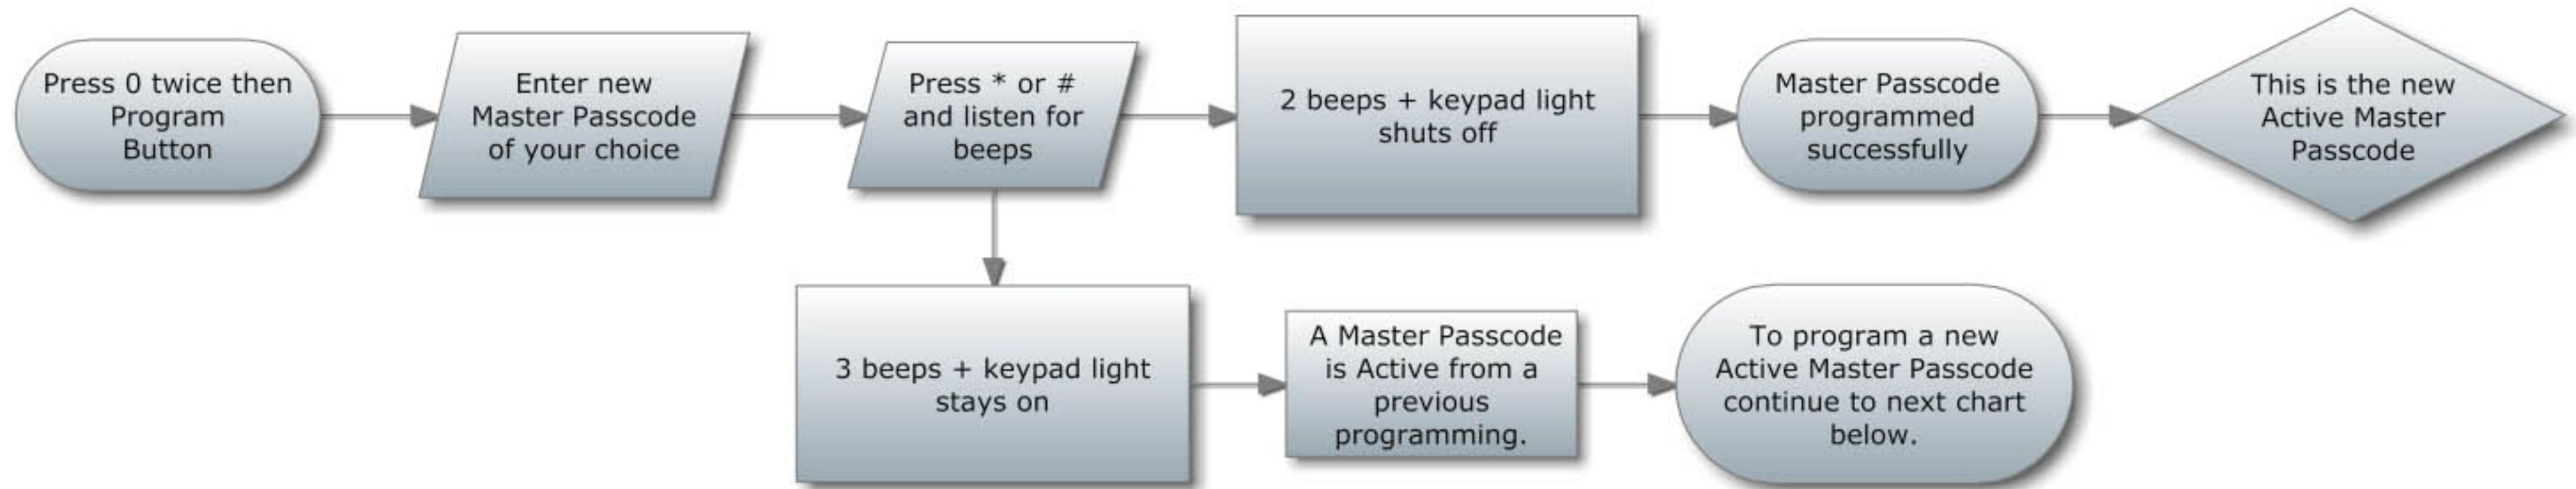 Press 0 twice then
Program
Button
Enter new
Master Passcode
of your choice
Press * or #
and listen for
beeps
2 beeps + keypad light
shuts off
Master Passcode
programmed
successfully
This is the new
Active Master
Passcode
3 beeps + keypad light
stays on
A Master Passcode
is Active from a
previous
programming.
To program a new
Active Master Passcode
continue to next chart
below.